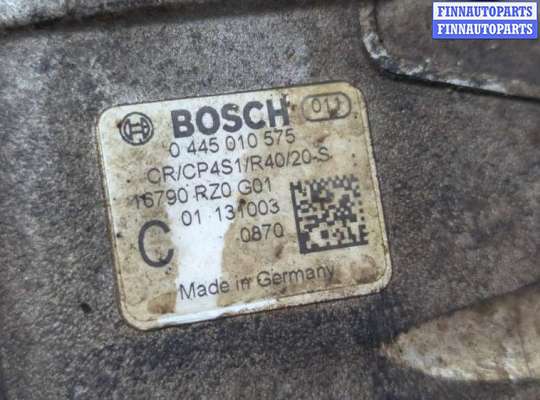 FINNAUTOPARTS
FINNAUTOPARTS
BOSCH 011
0 445 010 575
CR/CP4S1/R40/20-S
16790 RZ0 G01
01 131003
C 0870
Made in Germany